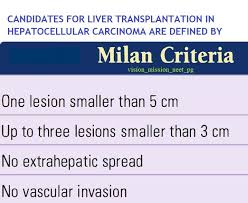 CANDIDATES FOR LIVER TRANSPLANTATION IN
HEPATOCELLULAR CARCINOMA ARE DEFINED BY
Milan Criteria
vision_mission_neet_pg
One lesion smaller than 5 cm
Up to three lesions smaller than 3 cm
No extrahepatic spread
No vascular invasion